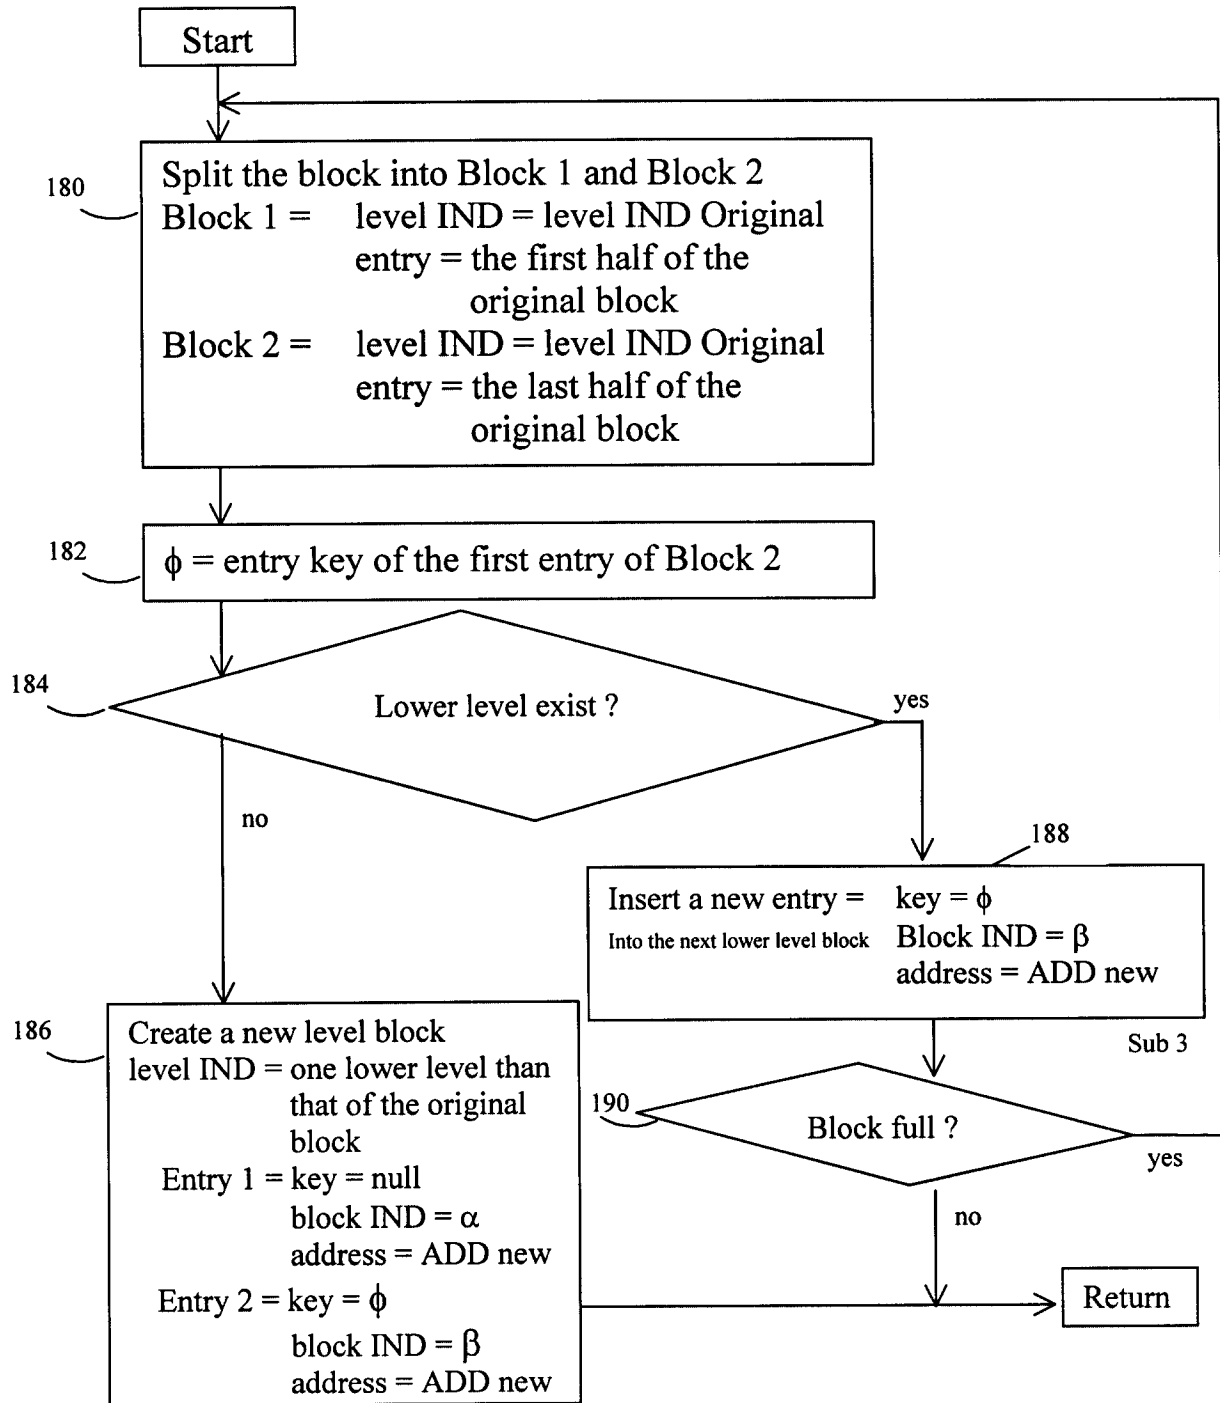 Start
180
Split the block into Block 1 and Block 2
Block 1 = level IND = level IND Original
entry = the first half of the
original block
Block 2 = level IND = level IND Original
entry = the last half of the
original block
182
ϕ = entry key of the first entry of Block 2
184
Lower level exist ?
yes
no
188
Insert a new entry = key = ϕ
Into the next lower level block Block IND = β
address = ADD new
Sub 3
186
Create a new level block
level IND = one lower level than
that of the original
block
Entry 1 = key = null
block IND = α
address = ADD new
Entry 2 = key = ϕ
block IND = β
address = ADD new
190
Block full ?
yes
no
Return